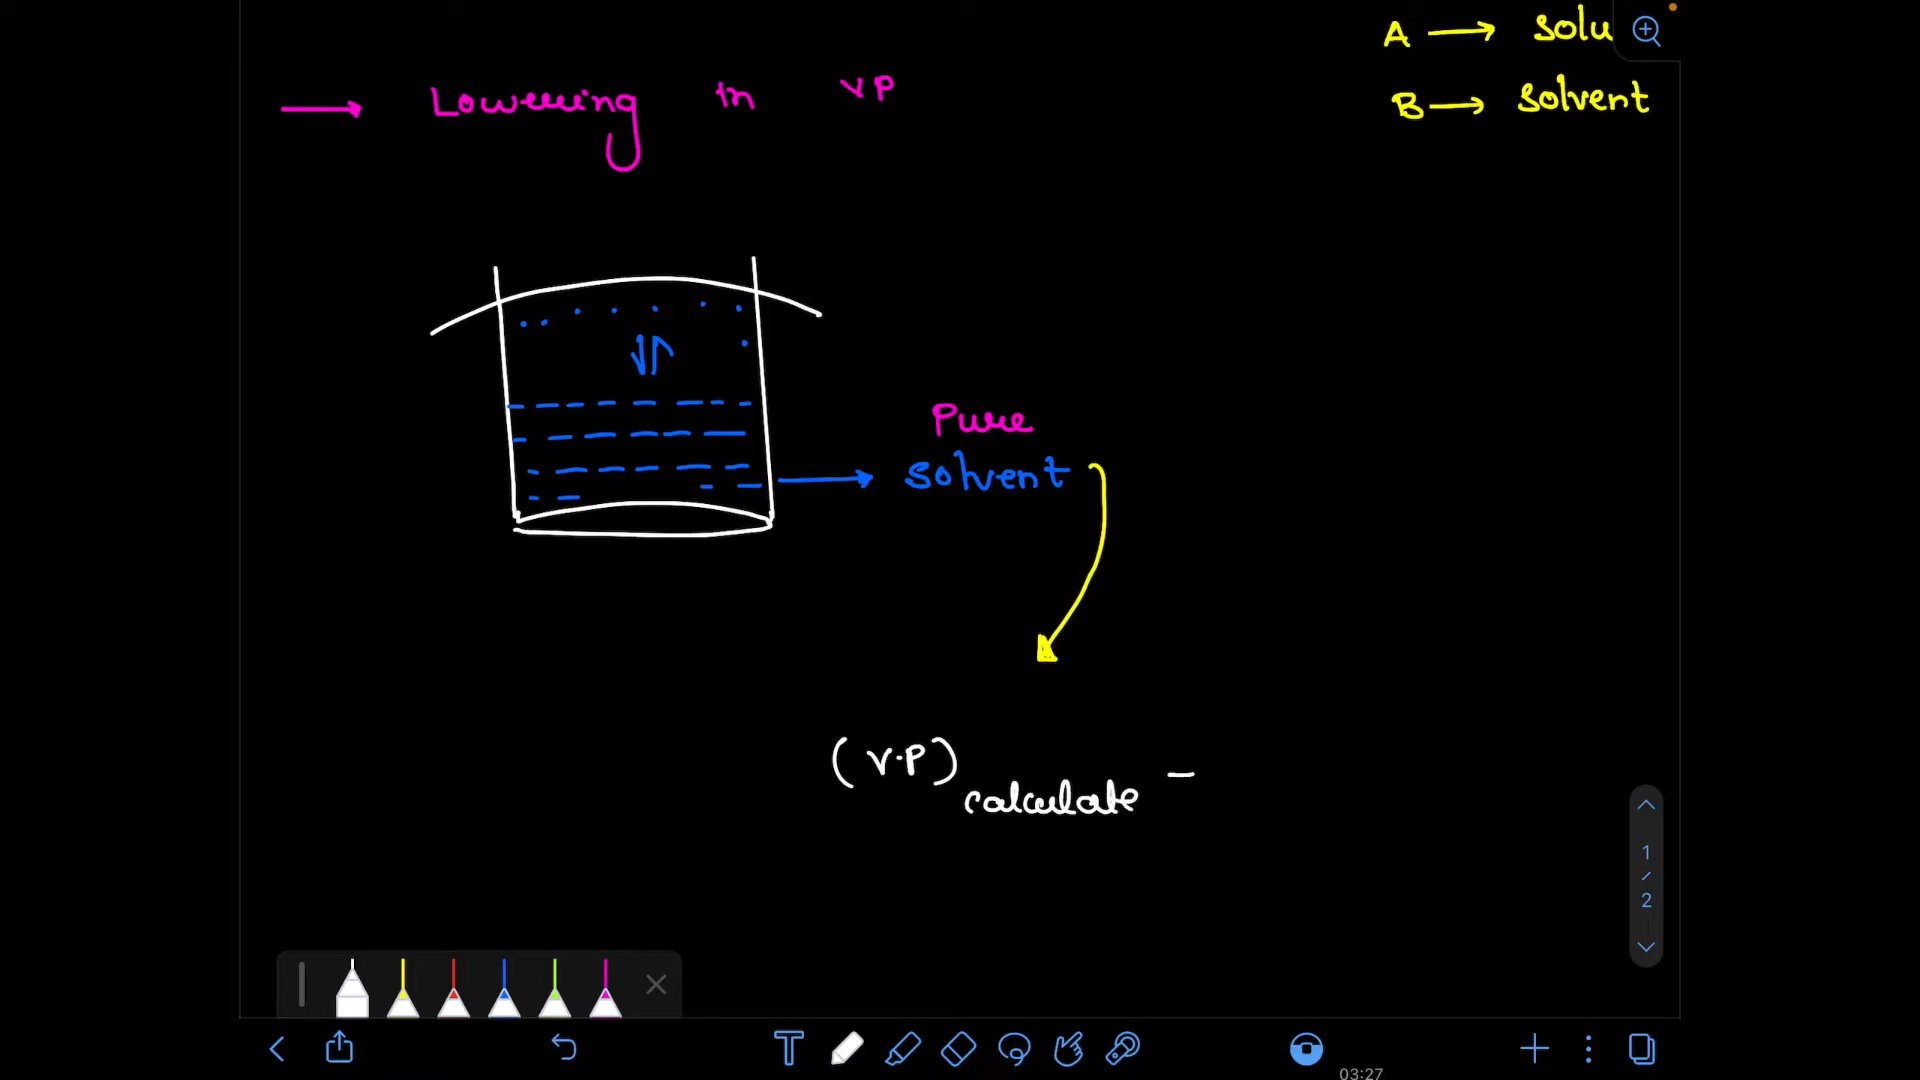 A → Solu
→ Lowering in VP
B → Solvent
Pure
Solvent
(V.P) calculate -
1
/
2
T
03:27